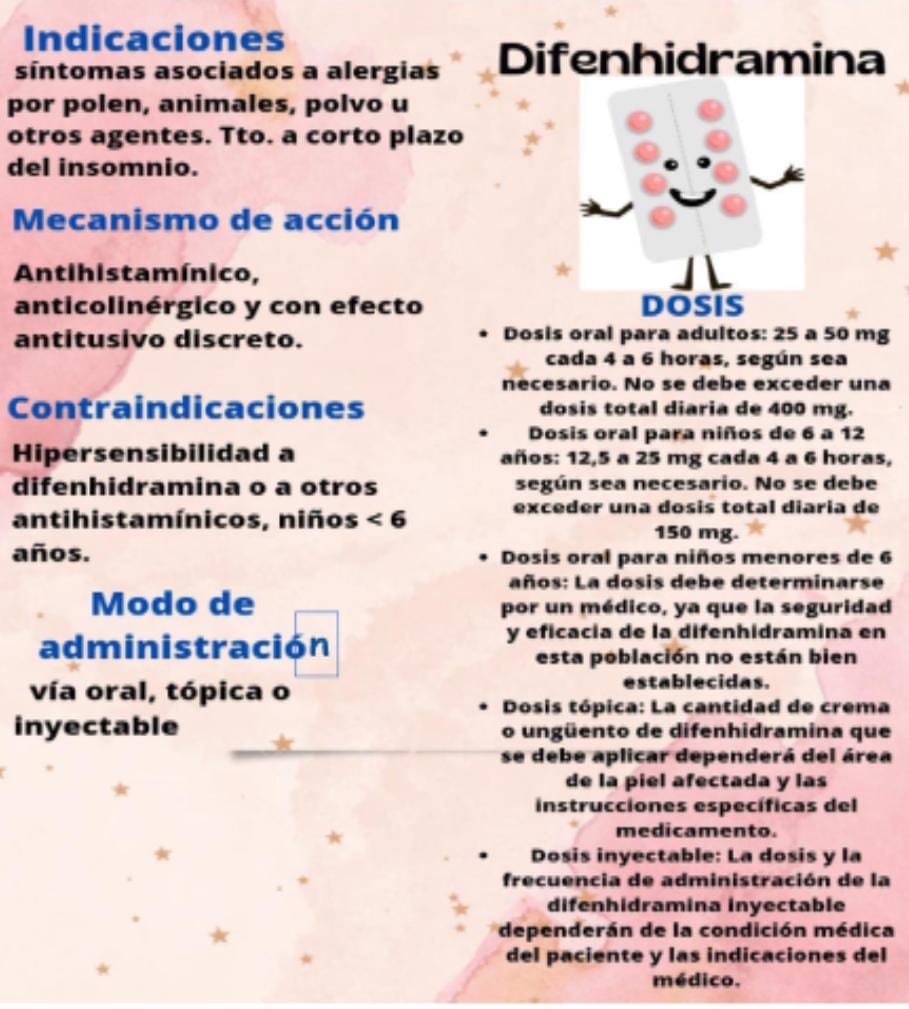 Indicaciones
síntomas asociados a alergias
por polen, animales, polvo u
otros agentes. Tto. a corto plazo
del insomnio.
Mecanismo de acción
Antihistamínico,
anticolinérgico y con efecto
antitusivo discreto.
Contraindicaciones
Hipersensibilidad a
difenhidramina o a otros
antihistamínicos, niños < 6
años.
Modo de
administración
vía oral, tópica o
inyectable
Difenhidramina
DOSIS
• Dosis oral para adultos: 25 a 50 mg
cada 4 a 6 horas, según sea
necesario. No se debe exceder una
dosis total diaria de 400 mg.
• Dosis oral para niños de 6 a 12
años: 12,5 a 25 mg cada 4 a 6 horas,
según sea necesario. No se debe
exceder una dosis total diaria de
150 mg.
• Dosis oral para niños menores de 6
años: La dosis debe determinarse
por un médico, ya que la seguridad
y eficacia de la difenhidramina en
esta población no están bien
establecidas.
• Dosis tópica: La cantidad de crema
o ungüento de difenhidramina que
se debe aplicar dependerá del área
de la piel afectada y las
instrucciones específicas del
medicamento.
• Dosis inyectable: La dosis y la
frecuencia de administración de la
difenhidramina inyectable
dependerán de la condición médica
del paciente y las indicaciones del
médico.